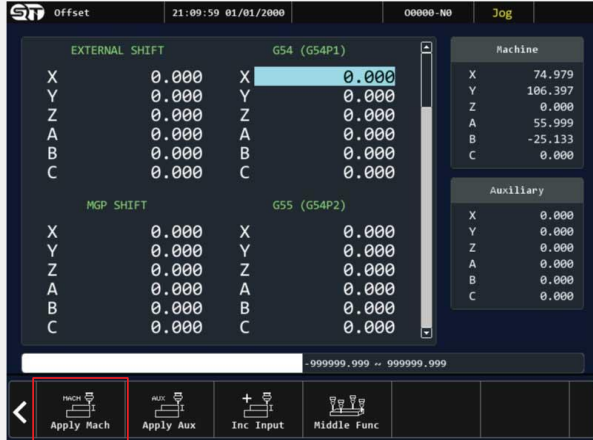 Offset 21:09:59 01/01/2000 O0000-N0 Jog
EXTERNAL SHIFT G54 (G54P1)
X 0.000 X 0.000
Y 0.000 Y 0.000
Z 0.000 Z 0.000
A 0.000 A 0.000
B 0.000 B 0.000
C 0.000 C 0.000
MGP SHIFT G55 (G54P2)
X 0.000 X 0.000
Y 0.000 Y 0.000
Z 0.000 Z 0.000
A 0.000 A 0.000
B 0.000 B 0.000
C 0.000 C 0.000
Machine
X 74.979
Y 106.397
Z 0.000
A 55.999
B -25.133
C 0.000
Auxiliary
X 0.000
Y 0.000
Z 0.000
A 0.000
B 0.000
C 0.000
-999999.999 ~ 999999.999
MACH
Apply Mach
AUX
Apply Aux
+
Inc Input
Middle Func